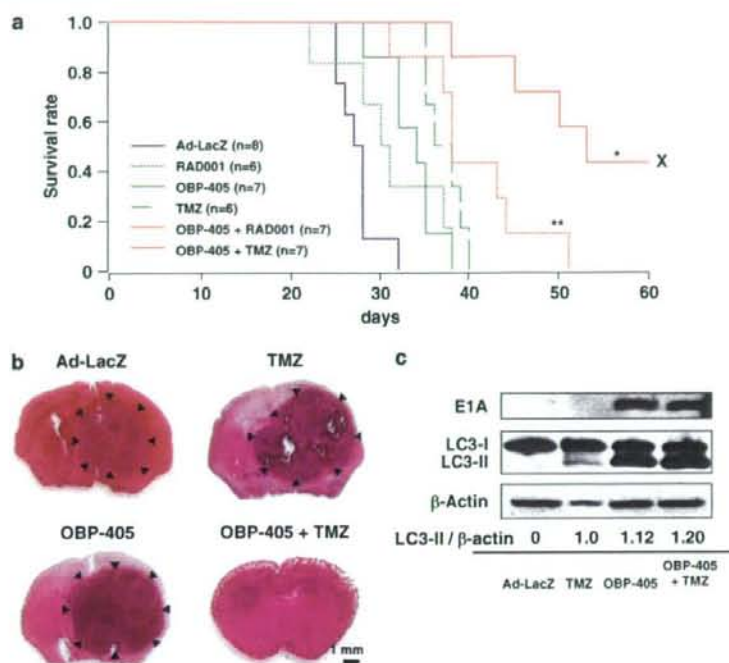 a
Survival rate
1.0
0.8
0.6
0.4
0.2
0
0
10
20
30
40
50
60
days
Ad-LacZ (n=8)
RAD001 (n=6)
OBP-405 (n=7)
TMZ (n=6)
OBP-405 + RAD001 (n=7)
OBP-405 + TMZ (n=7)
*
X
**
b
Ad-LacZ
TMZ
OBP-405
OBP-405 + TMZ
1 mm
c
E1A
LC3-I
LC3-II
β-Actin
LC3-II / β-actin 0 1.0 1.12 1.20
Ad-LacZ TMZ OBP-405 OBP-405
+ TMZ